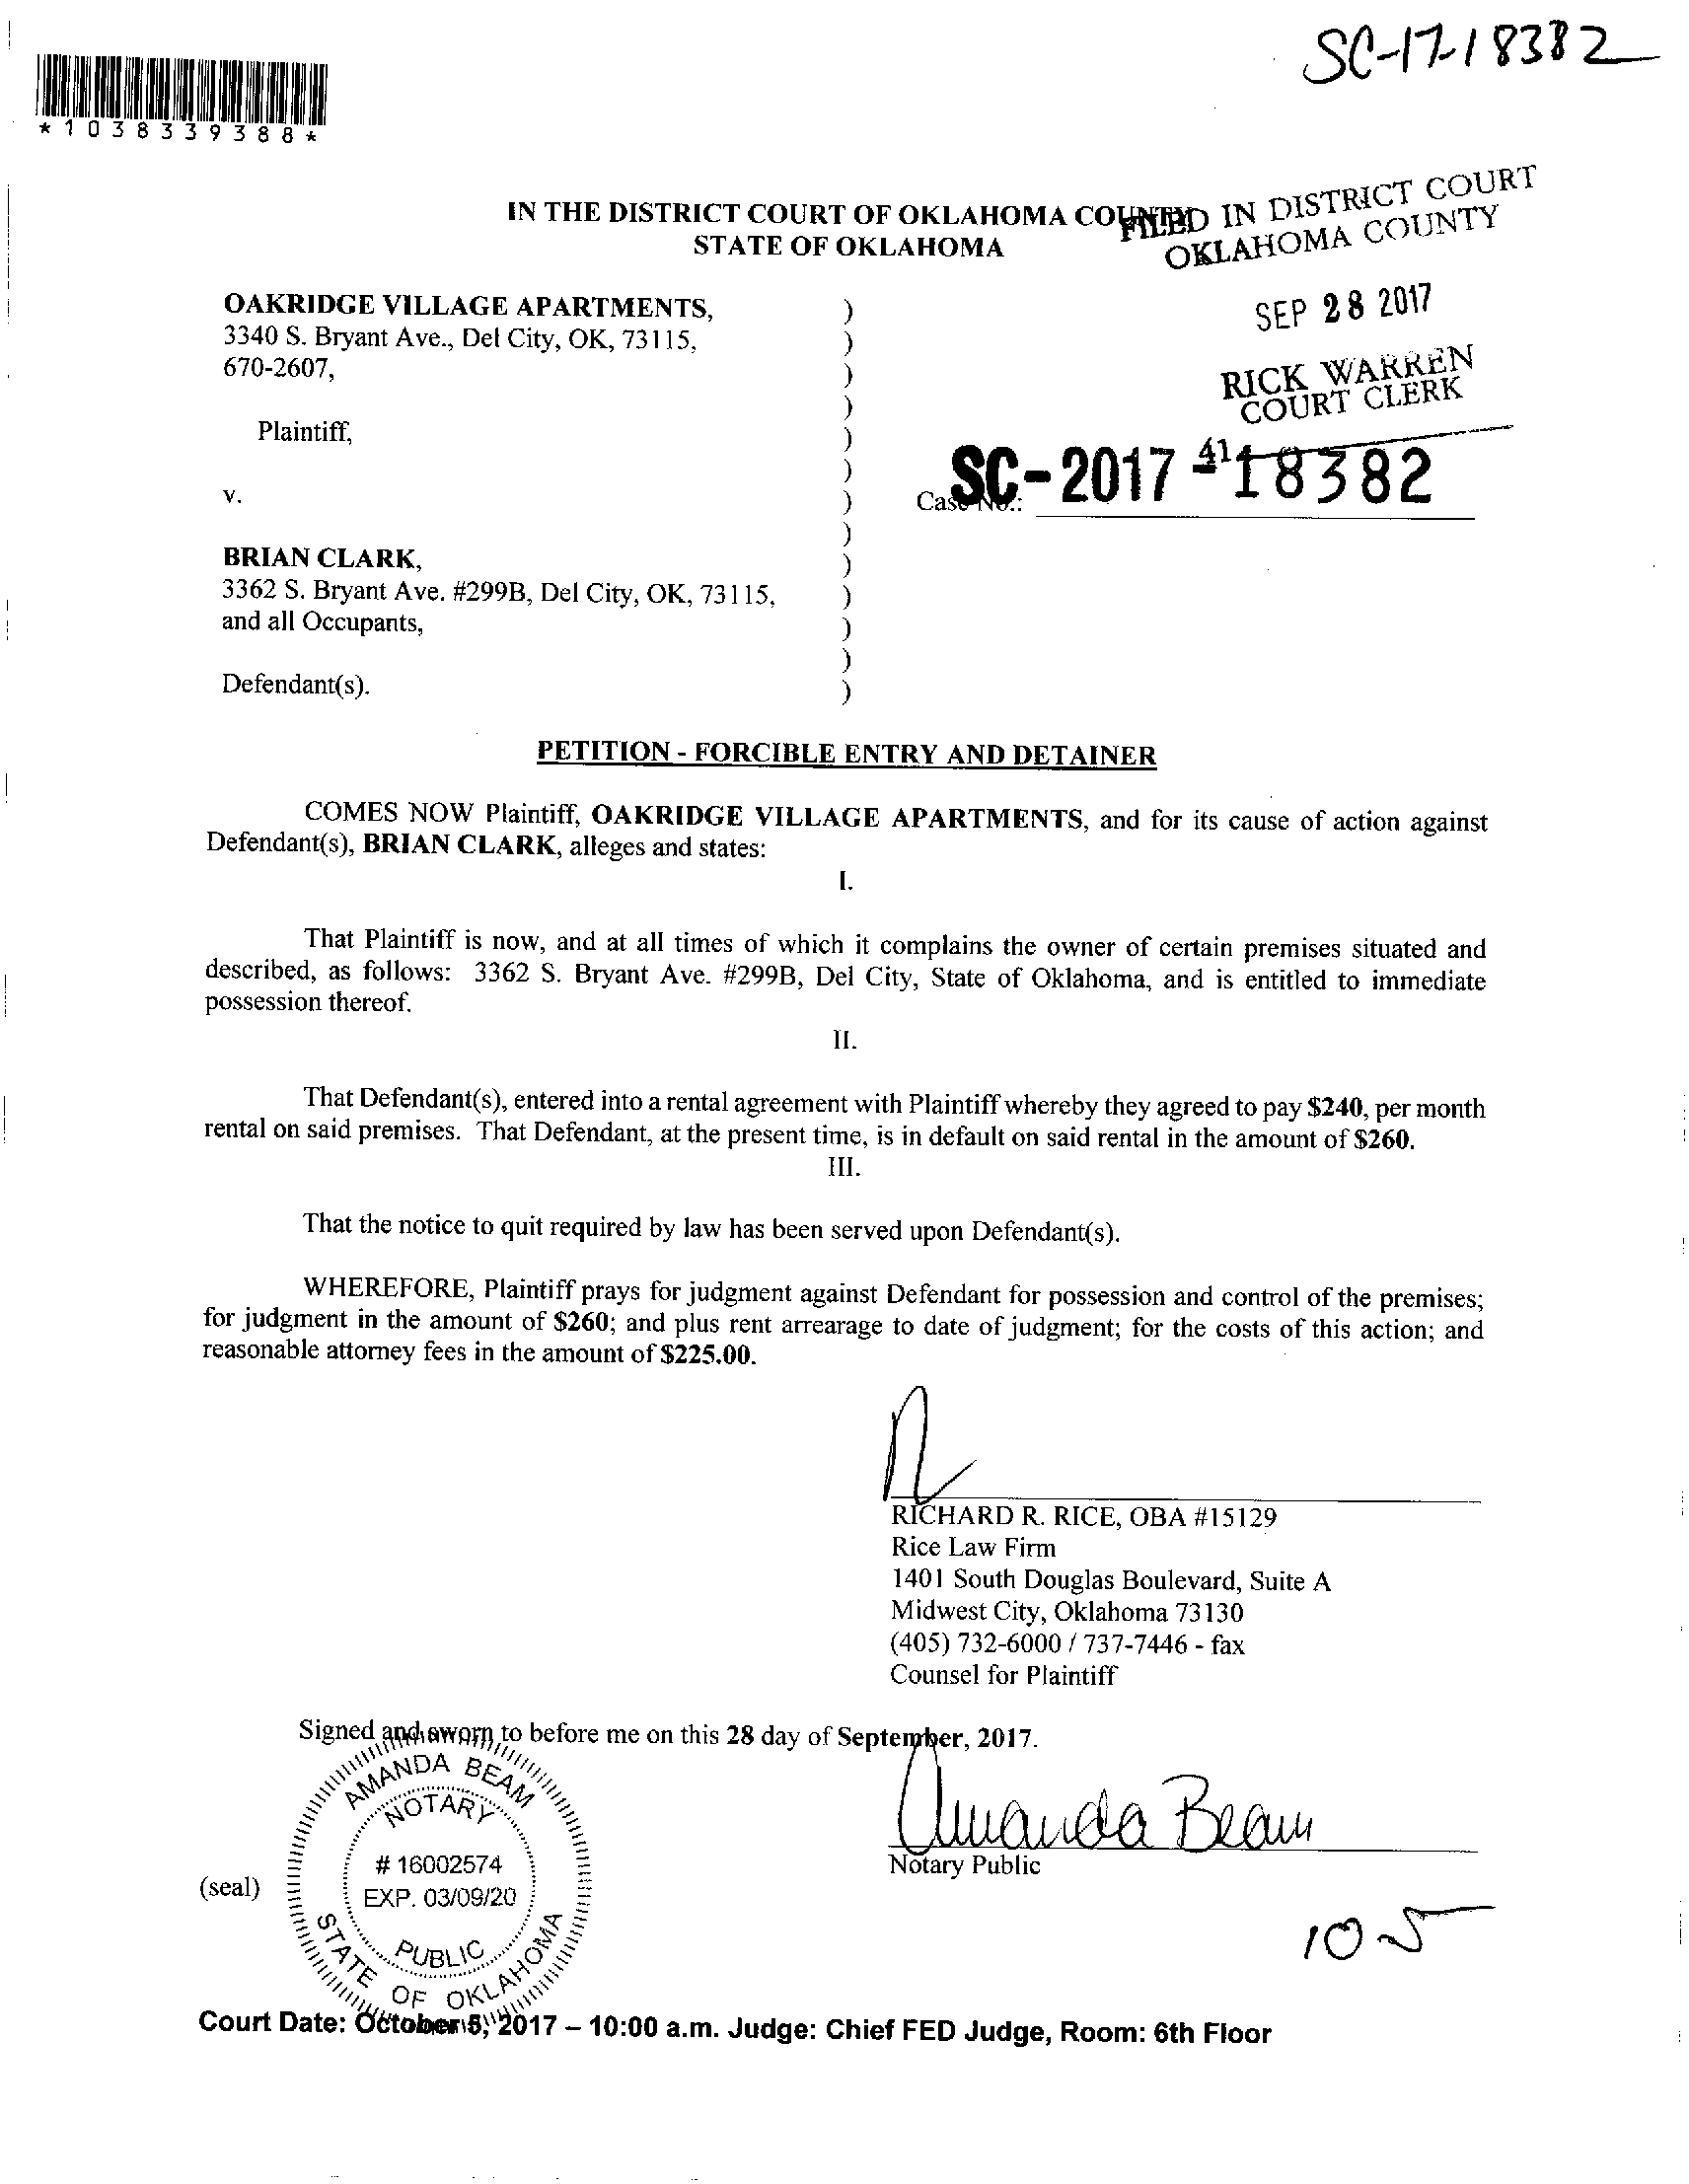 SC-17-18382
*1038339388*
IN THE DISTRICT COURT OF OKLAHOMA COUNTY
STATE OF OKLAHOMA
FILED IN DISTRICT COURT
OKLAHOMA COUNTY
SEP 28 2017
RICK WARREN
COURT CLERK
41
OAKRIDGE VILLAGE APARTMENTS, )
3340 S. Bryant Ave., Del City, OK, 73115, )
670-2607, )
)
Plaintiff, )
)
v. ) Case No.: SC-2017-18382
)
BRIAN CLARK, )
3362 S. Bryant Ave. #299B, Del City, OK, 73115, )
and all Occupants, )
)
Defendant(s). )
PETITION - FORCIBLE ENTRY AND DETAINER
COMES NOW Plaintiff, OAKRIDGE VILLAGE APARTMENTS, and for its cause of action against
Defendant(s), BRIAN CLARK, alleges and states:
I.
That Plaintiff is now, and at all times of which it complains the owner of certain premises situated and
described, as follows: 3362 S. Bryant Ave. #299B, Del City, State of Oklahoma, and is entitled to immediate
possession thereof.
II.
That Defendant(s), entered into a rental agreement with Plaintiff whereby they agreed to pay $240, per month
rental on said premises. That Defendant, at the present time, is in default on said rental in the amount of $260.
III.
That the notice to quit required by law has been served upon Defendant(s).
WHEREFORE, Plaintiff prays for judgment against Defendant for possession and control of the premises;
for judgment in the amount of $260; and plus rent arrearage to date of judgment; for the costs of this action; and
reasonable attorney fees in the amount of $225.00.
RICHARD R. RICE, OBA #15129
Rice Law Firm
1401 South Douglas Boulevard, Suite A
Midwest City, Oklahoma 73130
(405) 732-6000 / 737-7446 - fax
Counsel for Plaintiff
Signed and sworn to before me on this 28 day of September, 2017.
Amanda Beam
Notary Public
(seal)
AMANDA BEAM
NOTARY
# 16002574
EXP. 03/09/20
PUBLIC
STATE OF OKLAHOMA
10-5
Court Date: October 5, 2017 – 10:00 a.m. Judge: Chief FED Judge, Room: 6th Floor